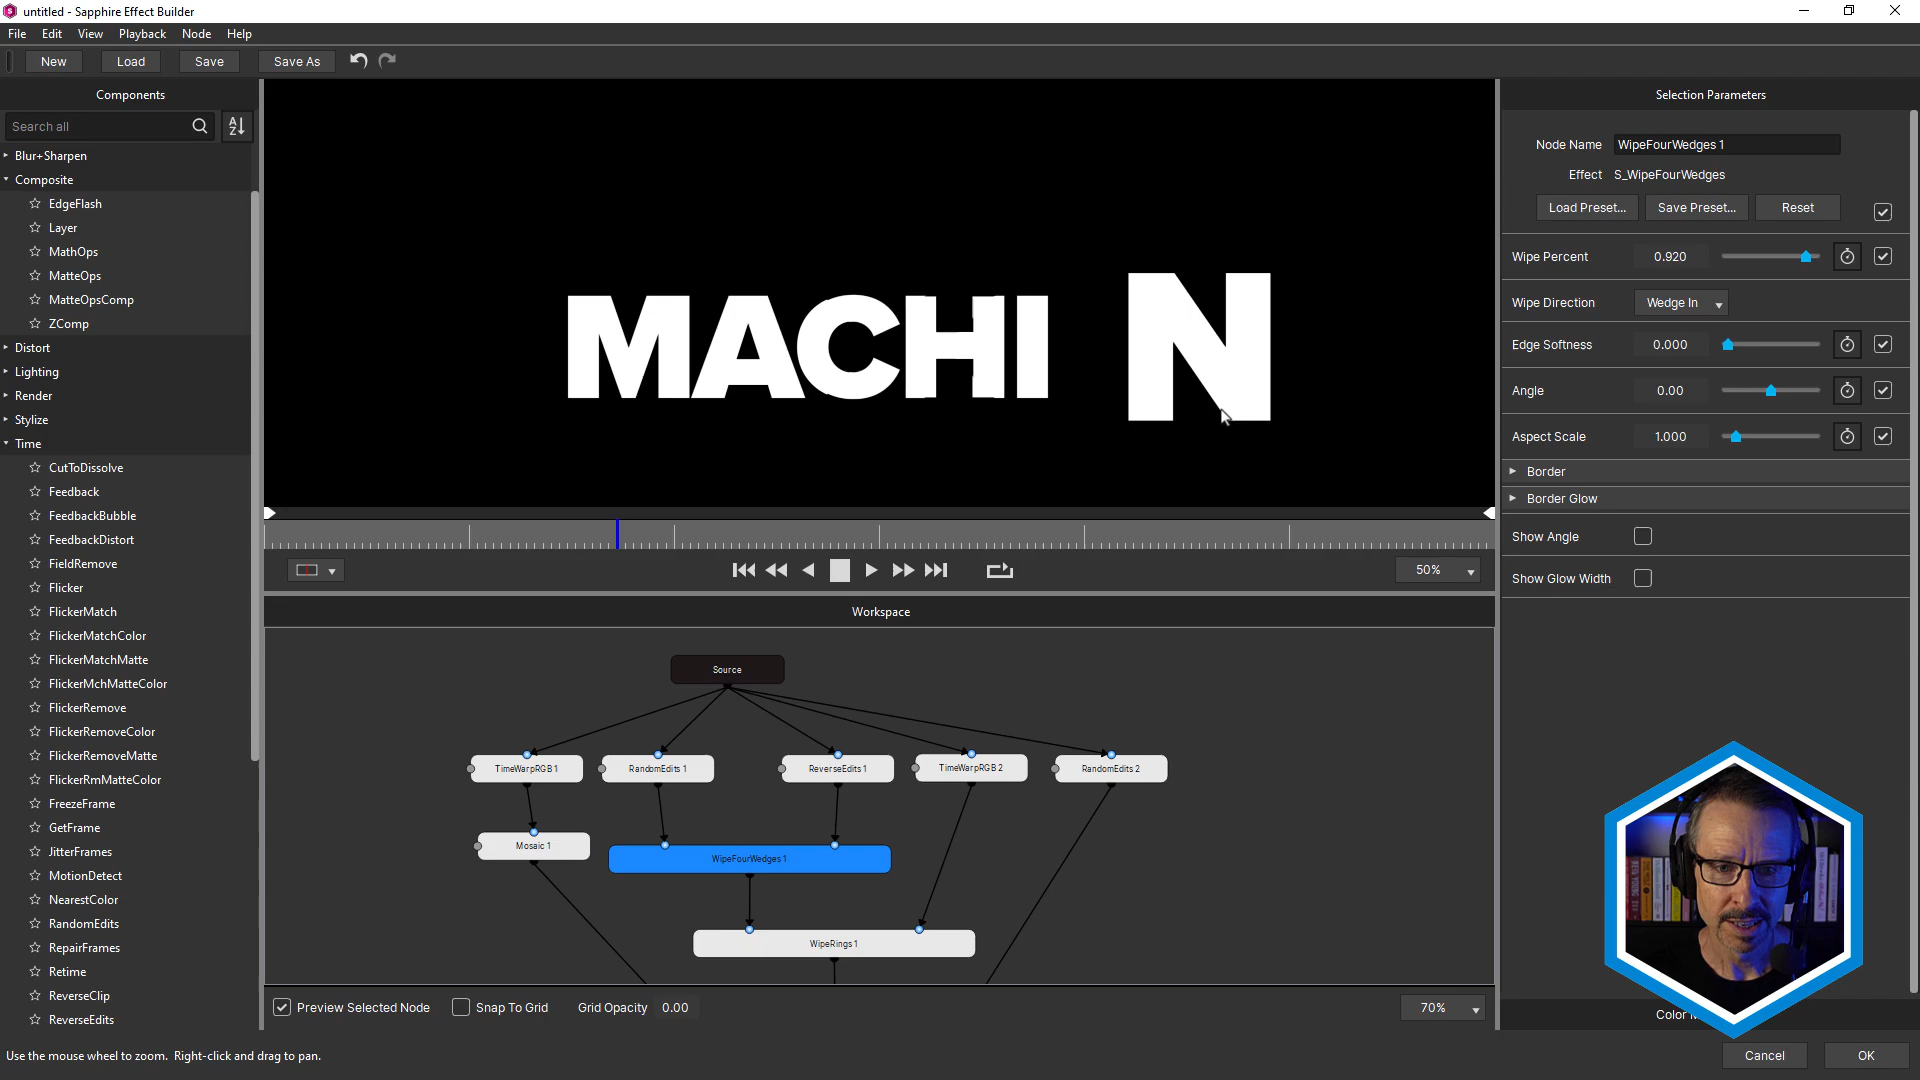 untitled - Sapphire Effect Builder
File Edit View Playback Node Help
New Load Save Save As
Components
Search all
AZ
Blur+Sharpen
Composite
EdgeFlash
Layer
MathOps
MatteOps
MatteOpsComp
ZComp
Distort
Lighting
Render
Stylize
Time
CutToDissolve
Feedback
FeedbackBubble
FeedbackDistort
FieldRemove
Flicker
FlickerMatch
FlickerMatchColor
FlickerMatchMatte
FlickerMchMatteColor
FlickerRemove
FlickerRemoveColor
FlickerRemoveMatte
FlickerRmMatteColor
FreezeFrame
GetFrame
JitterFrames
MotionDetect
NearestColor
RandomEdits
RepairFrames
Retime
ReverseClip
ReverseEdits
MACHI N
50%
Workspace
Source
TimeWarpRGB 1 RandomEdits 1 ReverseEdits 1 TimeWarpRGB 2 RandomEdits 2
Mosaic 1 WipeFourWedges 1
WipeRings 1
Preview Selected Node Snap To Grid Grid Opacity 0.00 70%
Selection Parameters
Node Name WipeFourWedges 1
Effect S_WipeFourWedges
Load Preset... Save Preset... Reset
Wipe Percent 0.920
Wipe Direction Wedge In
Edge Softness 0.000
Angle 0.00
Aspect Scale 1.000
Border
Border Glow
Show Angle
Show Glow Width
Color
Use the mouse wheel to zoom. Right-click and drag to pan.
Cancel OK